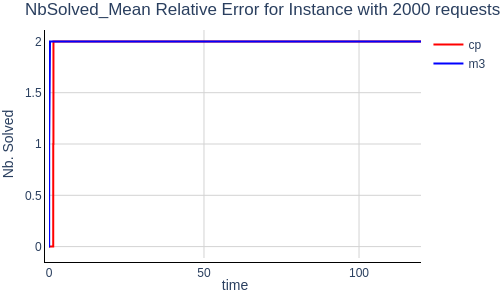 NbSolved_Mean Relative Error for Instance with 2000 requests
2
1.5
1
0.5
0
Nb. Solved
0
50
100
time
cp
m3